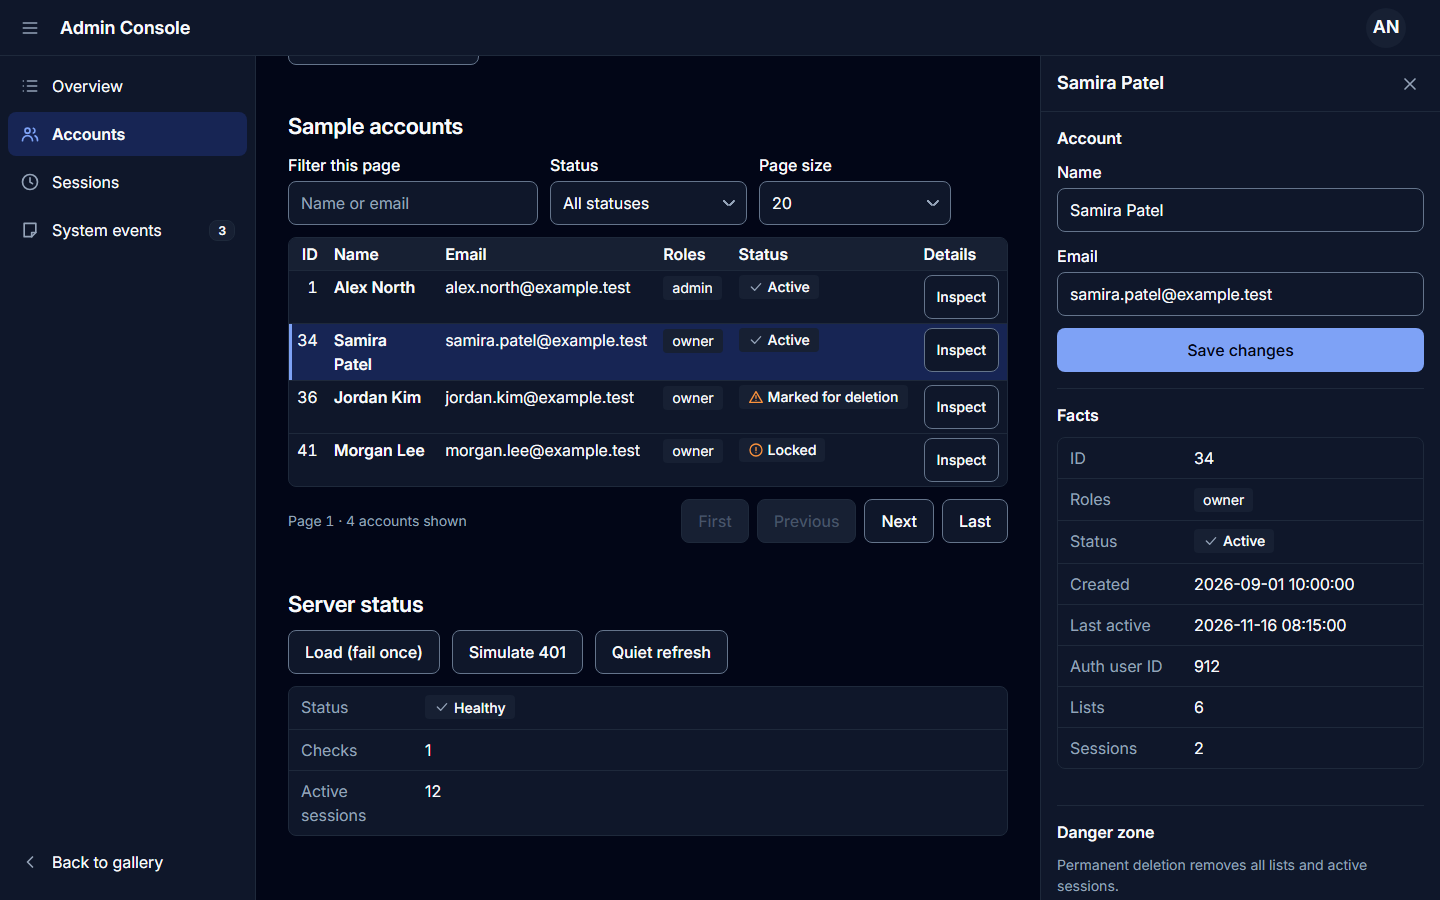 Admin Console
AN
Overview
Accounts
Sessions
System events 3
Back to gallery
Sample accounts
Filter this page Status Page size
Name or email All statuses 20
ID Name Email Roles Status Details
1 Alex North alex.north@example.test admin Active Inspect
34 Samira Patel samira.patel@example.test owner Active Inspect
36 Jordan Kim jordan.kim@example.test owner Marked for deletion Inspect
41 Morgan Lee morgan.lee@example.test owner Locked Inspect
Page 1 · 4 accounts shown First Previous Next Last
Server status
Load (fail once) Simulate 401 Quiet refresh
Status Healthy
Checks 1
Active sessions 12
Samira Patel
Account
Name
Samira Patel
Email
samira.patel@example.test
Save changes
Facts
ID 34
Roles owner
Status Active
Created 2026-09-01 10:00:00
Last active 2026-11-16 08:15:00
Auth user ID 912
Lists 6
Sessions 2
Danger zone
Permanent deletion removes all lists and active
sessions.